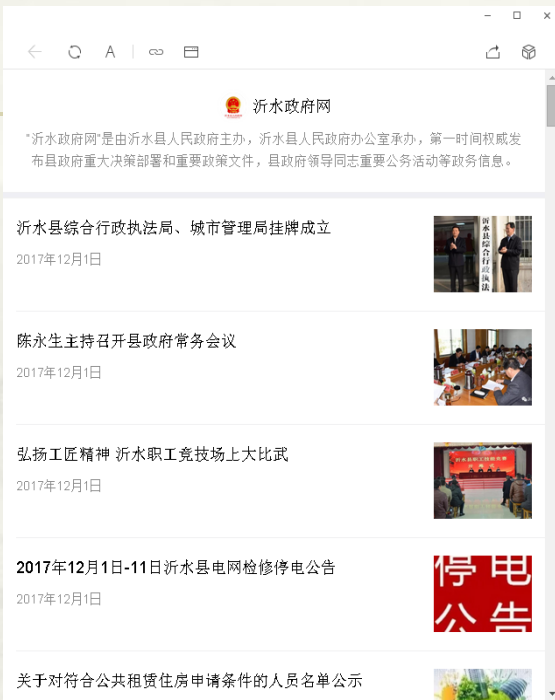 A
沂水政府网
"沂水政府网"是由沂水县人民政府主办，沂水县人民政府办公室承办，第一时间权威发
布县政府重大决策部署和重要政策文件，县政府领导同志重要公务活动等政务信息。
沂水县综合行政执法局、城市管理局挂牌成立
2017年12月1日
沂水县综合行政执法
陈永生主持召开县政府常务会议
2017年12月1日
弘扬工匠精神 沂水职工竞技场上大比武
2017年12月1日
2017年12月1日-11日沂水县电网检修停电公告
2017年12月1日
停电
公告
关于对符合公共租赁住房申请条件的人员名单公示